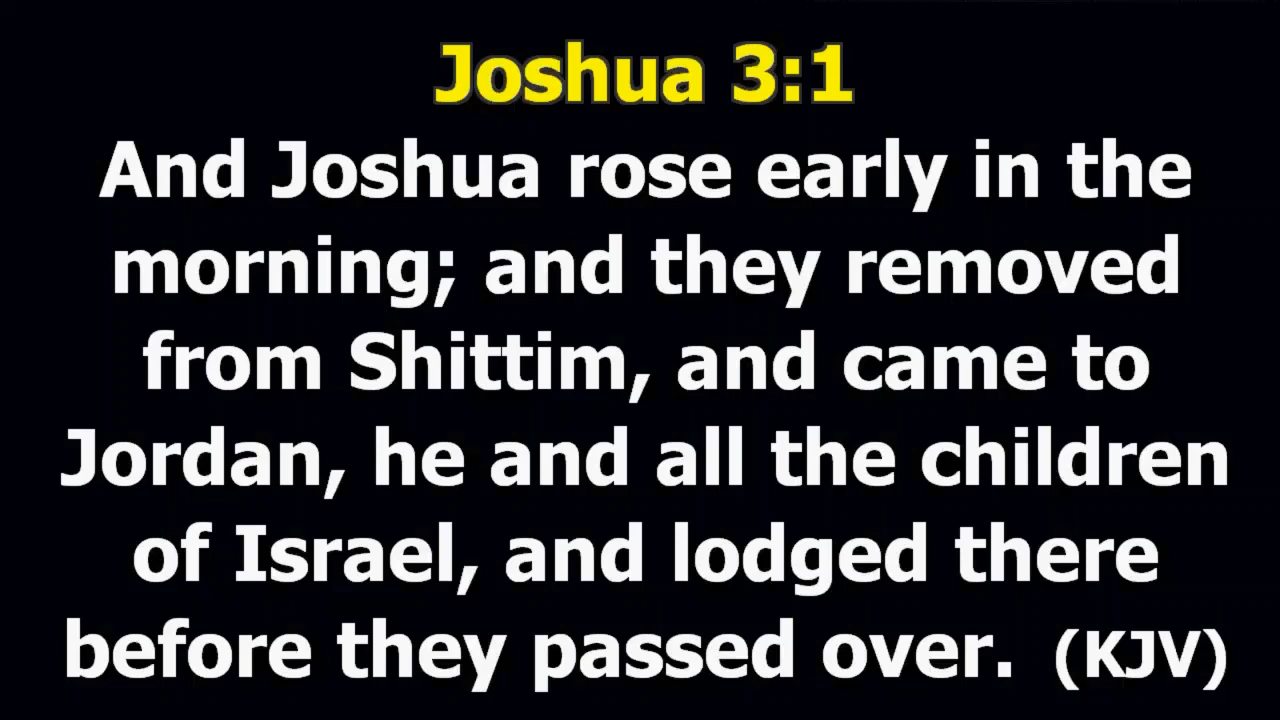 Joshua 3:1
And Joshua rose early in the
morning; and they removed
from Shittim, and came to
Jordan, he and all the children
of Israel, and lodged there
before they passed over. (KJV)